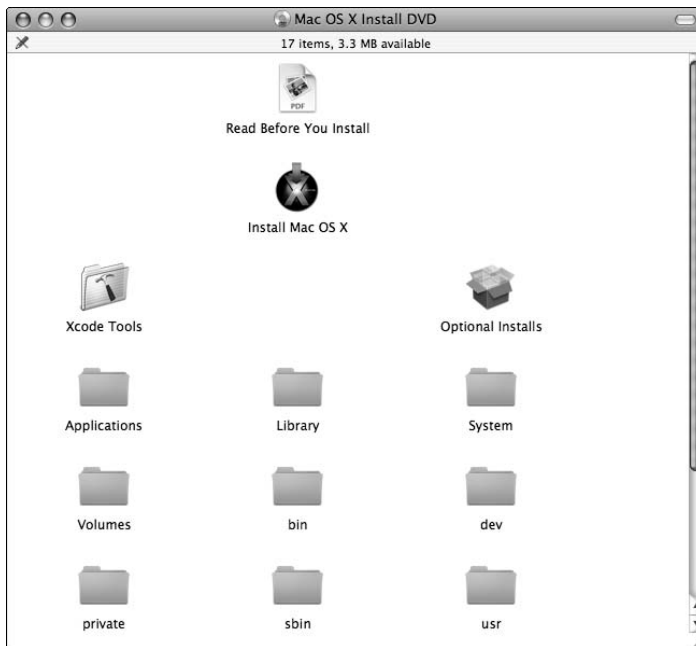 Mac OS X Install DVD
17 items, 3.3 MB available
PDF
Read Before You Install
Install Mac OS X
Xcode Tools
Optional Installs
Applications
Library
System
Volumes
bin
dev
private
sbin
usr